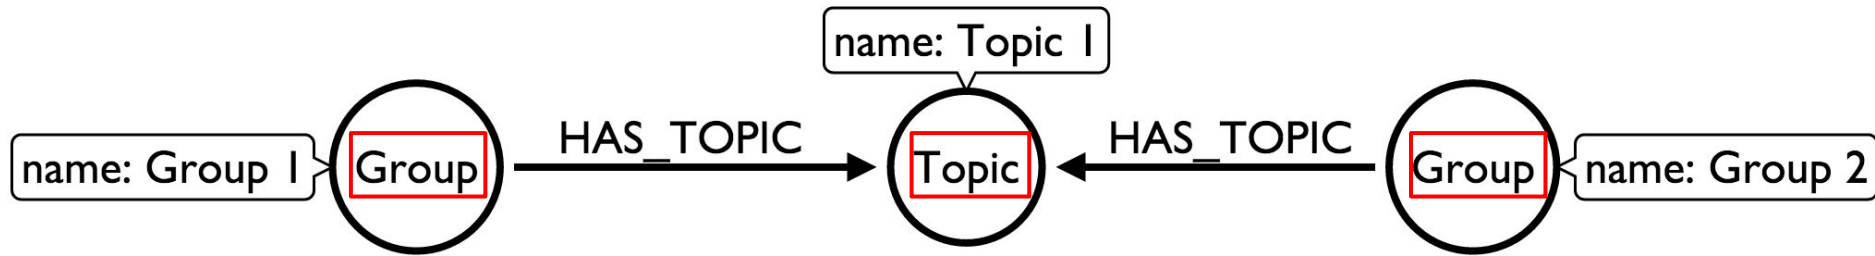 name: Topic 1
HAS_TOPIC
HAS_TOPIC
name: Group 1
Group
Topic
Group
name: Group 2